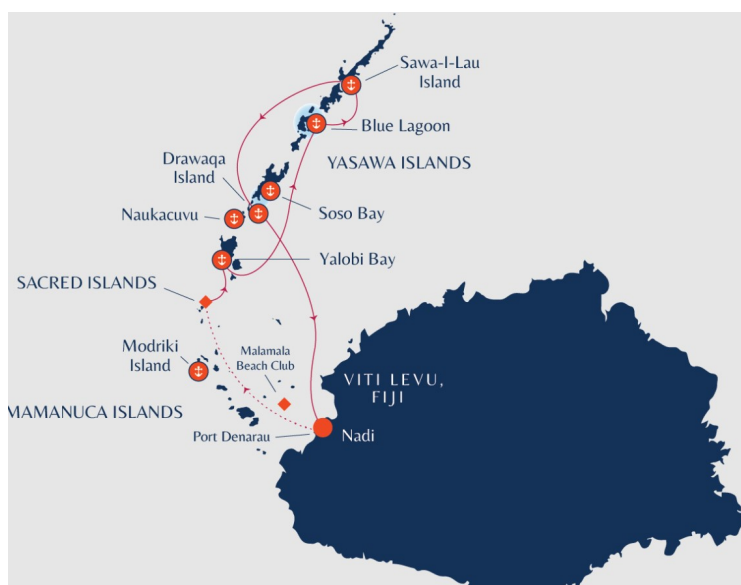 Sawa-I-Lau
Island
Blue Lagoon
Drawaqa
Island
YASAWA ISLANDS
Naukacuvu
Soso Bay
Yalobi Bay
SACRED ISLANDS
Modriki
Island
Malamala
Beach Club
VITI LEVU,
FIJI
MAMANUCA ISLANDS
Port Denarau
Nadi